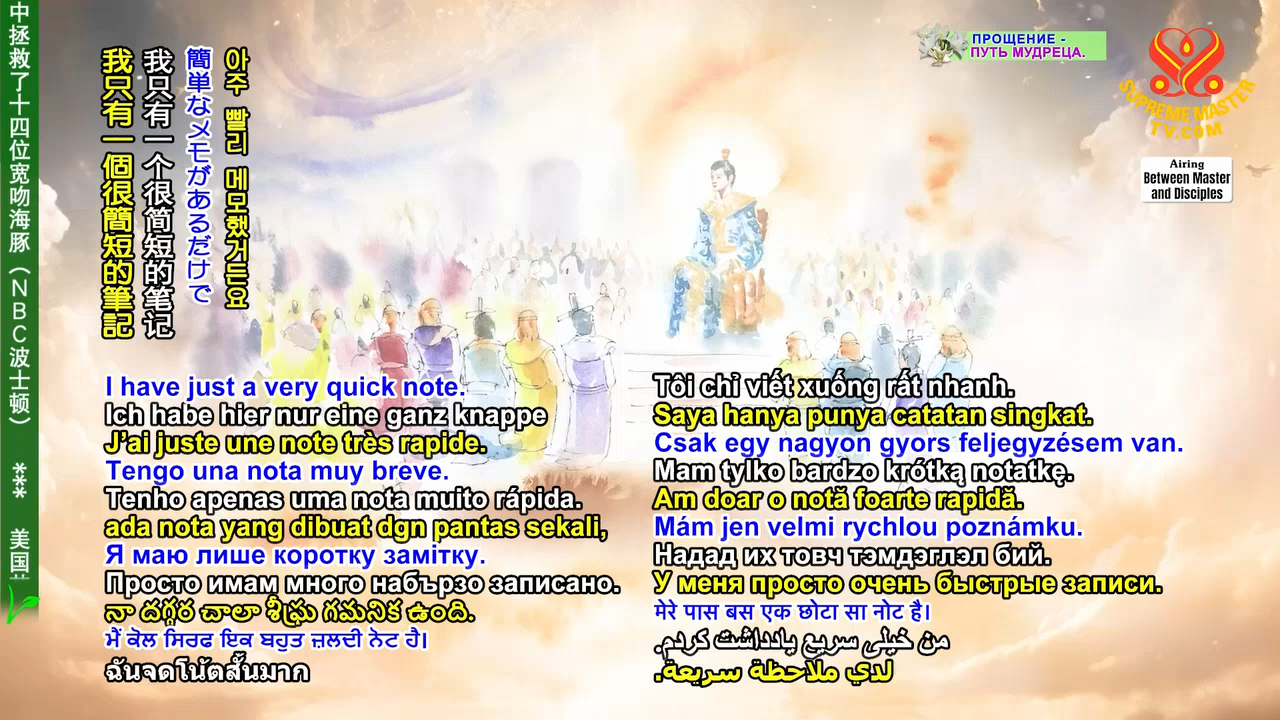 中拯救了十四位宽吻海豚（NBC波士顿） *** 美国
我只有一個很簡短的筆記
我只有一个很简短的笔记
簡単なメモがあるだけで
아주 빨리 메모했거든요
ПРОЩЕНИЕ -
ПУТЬ МУДРЕЦА.
SUPREME MASTER
TV.COM
Airing
Between Master
and Disciples
I have just a very quick note.
Ich habe hier nur eine ganz knappe
J'ai juste une note très rapide.
Tengo una nota muy breve.
Tenho apenas uma nota muito rápida.
ada nota yang dibuat dgn pantas sekali,
Я маю лише коротку замітку.
Просто имам много набързо записано.
నా దగ్గర చాలా శీఘ్ర గమనిక ఉంది.
ਮੈਂ ਕੋਲ ਸਿਰਫ ਇਕ ਬਹੁਤ ਜ਼ਲਦੀ ਨੋਟ ਹੈ।
ฉันจดโน้ตสั้นมาก
Tôi chỉ viết xuống rất nhanh.
Saya hanya punya catatan singkat.
Csak egy nagyon gyors feljegyzésem van.
Mam tylko bardzo krótką notatkę.
Am doar o notă foarte rapidă.
Mám jen velmi rychlou poznámku.
Надад их товч тэмдэглэл бий.
У меня просто очень быстрые записи.
मेरे पास बस एक छोटा सा नोट है।
من خیلی سریع یادداشت کردم.
لدي ملاحظة سريعة.